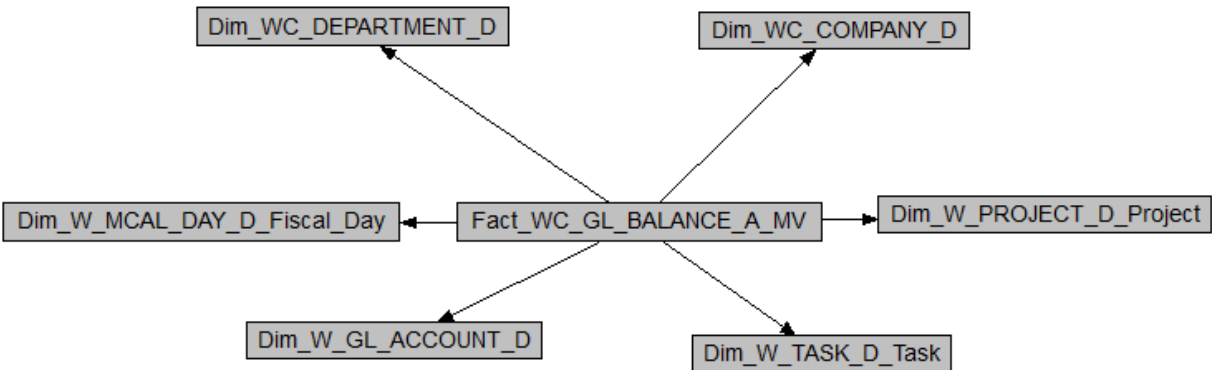 Dim_WC_DEPARTMENT_D
Dim_WC_COMPANY_D
Dim_W_MCAL_DAY_D_Fiscal_Day
Fact_WC_GL_BALANCE_A_MV
Dim_W_PROJECT_D_Project
Dim_W_GL_ACCOUNT_D
Dim_W_TASK_D_Task